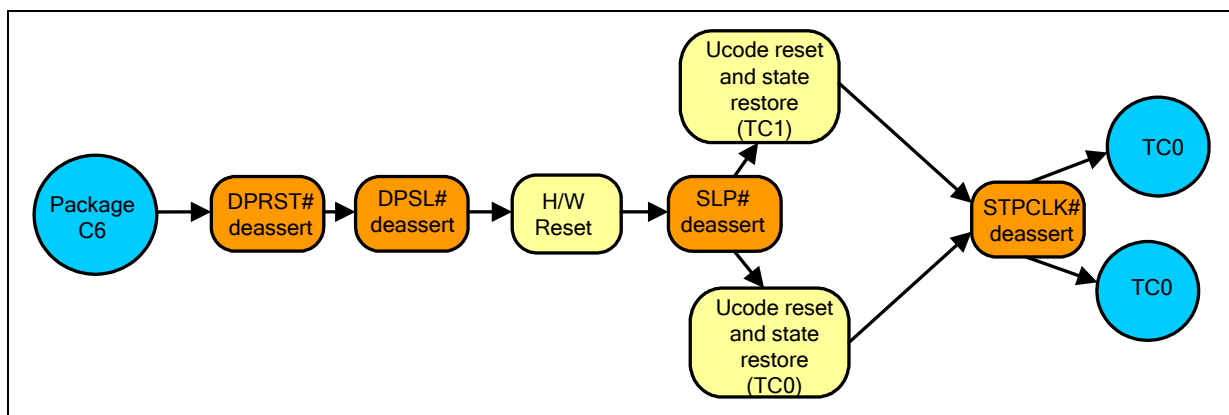 Package
C6
DPRST#
deassert
DPSL#
deassert
H/W
Reset
SLP#
deassert
Ucode reset
and state
restore
(TC1)
Ucode reset
and state
restore
(TC0)
STPCLK#
deassert
TC0
TC0